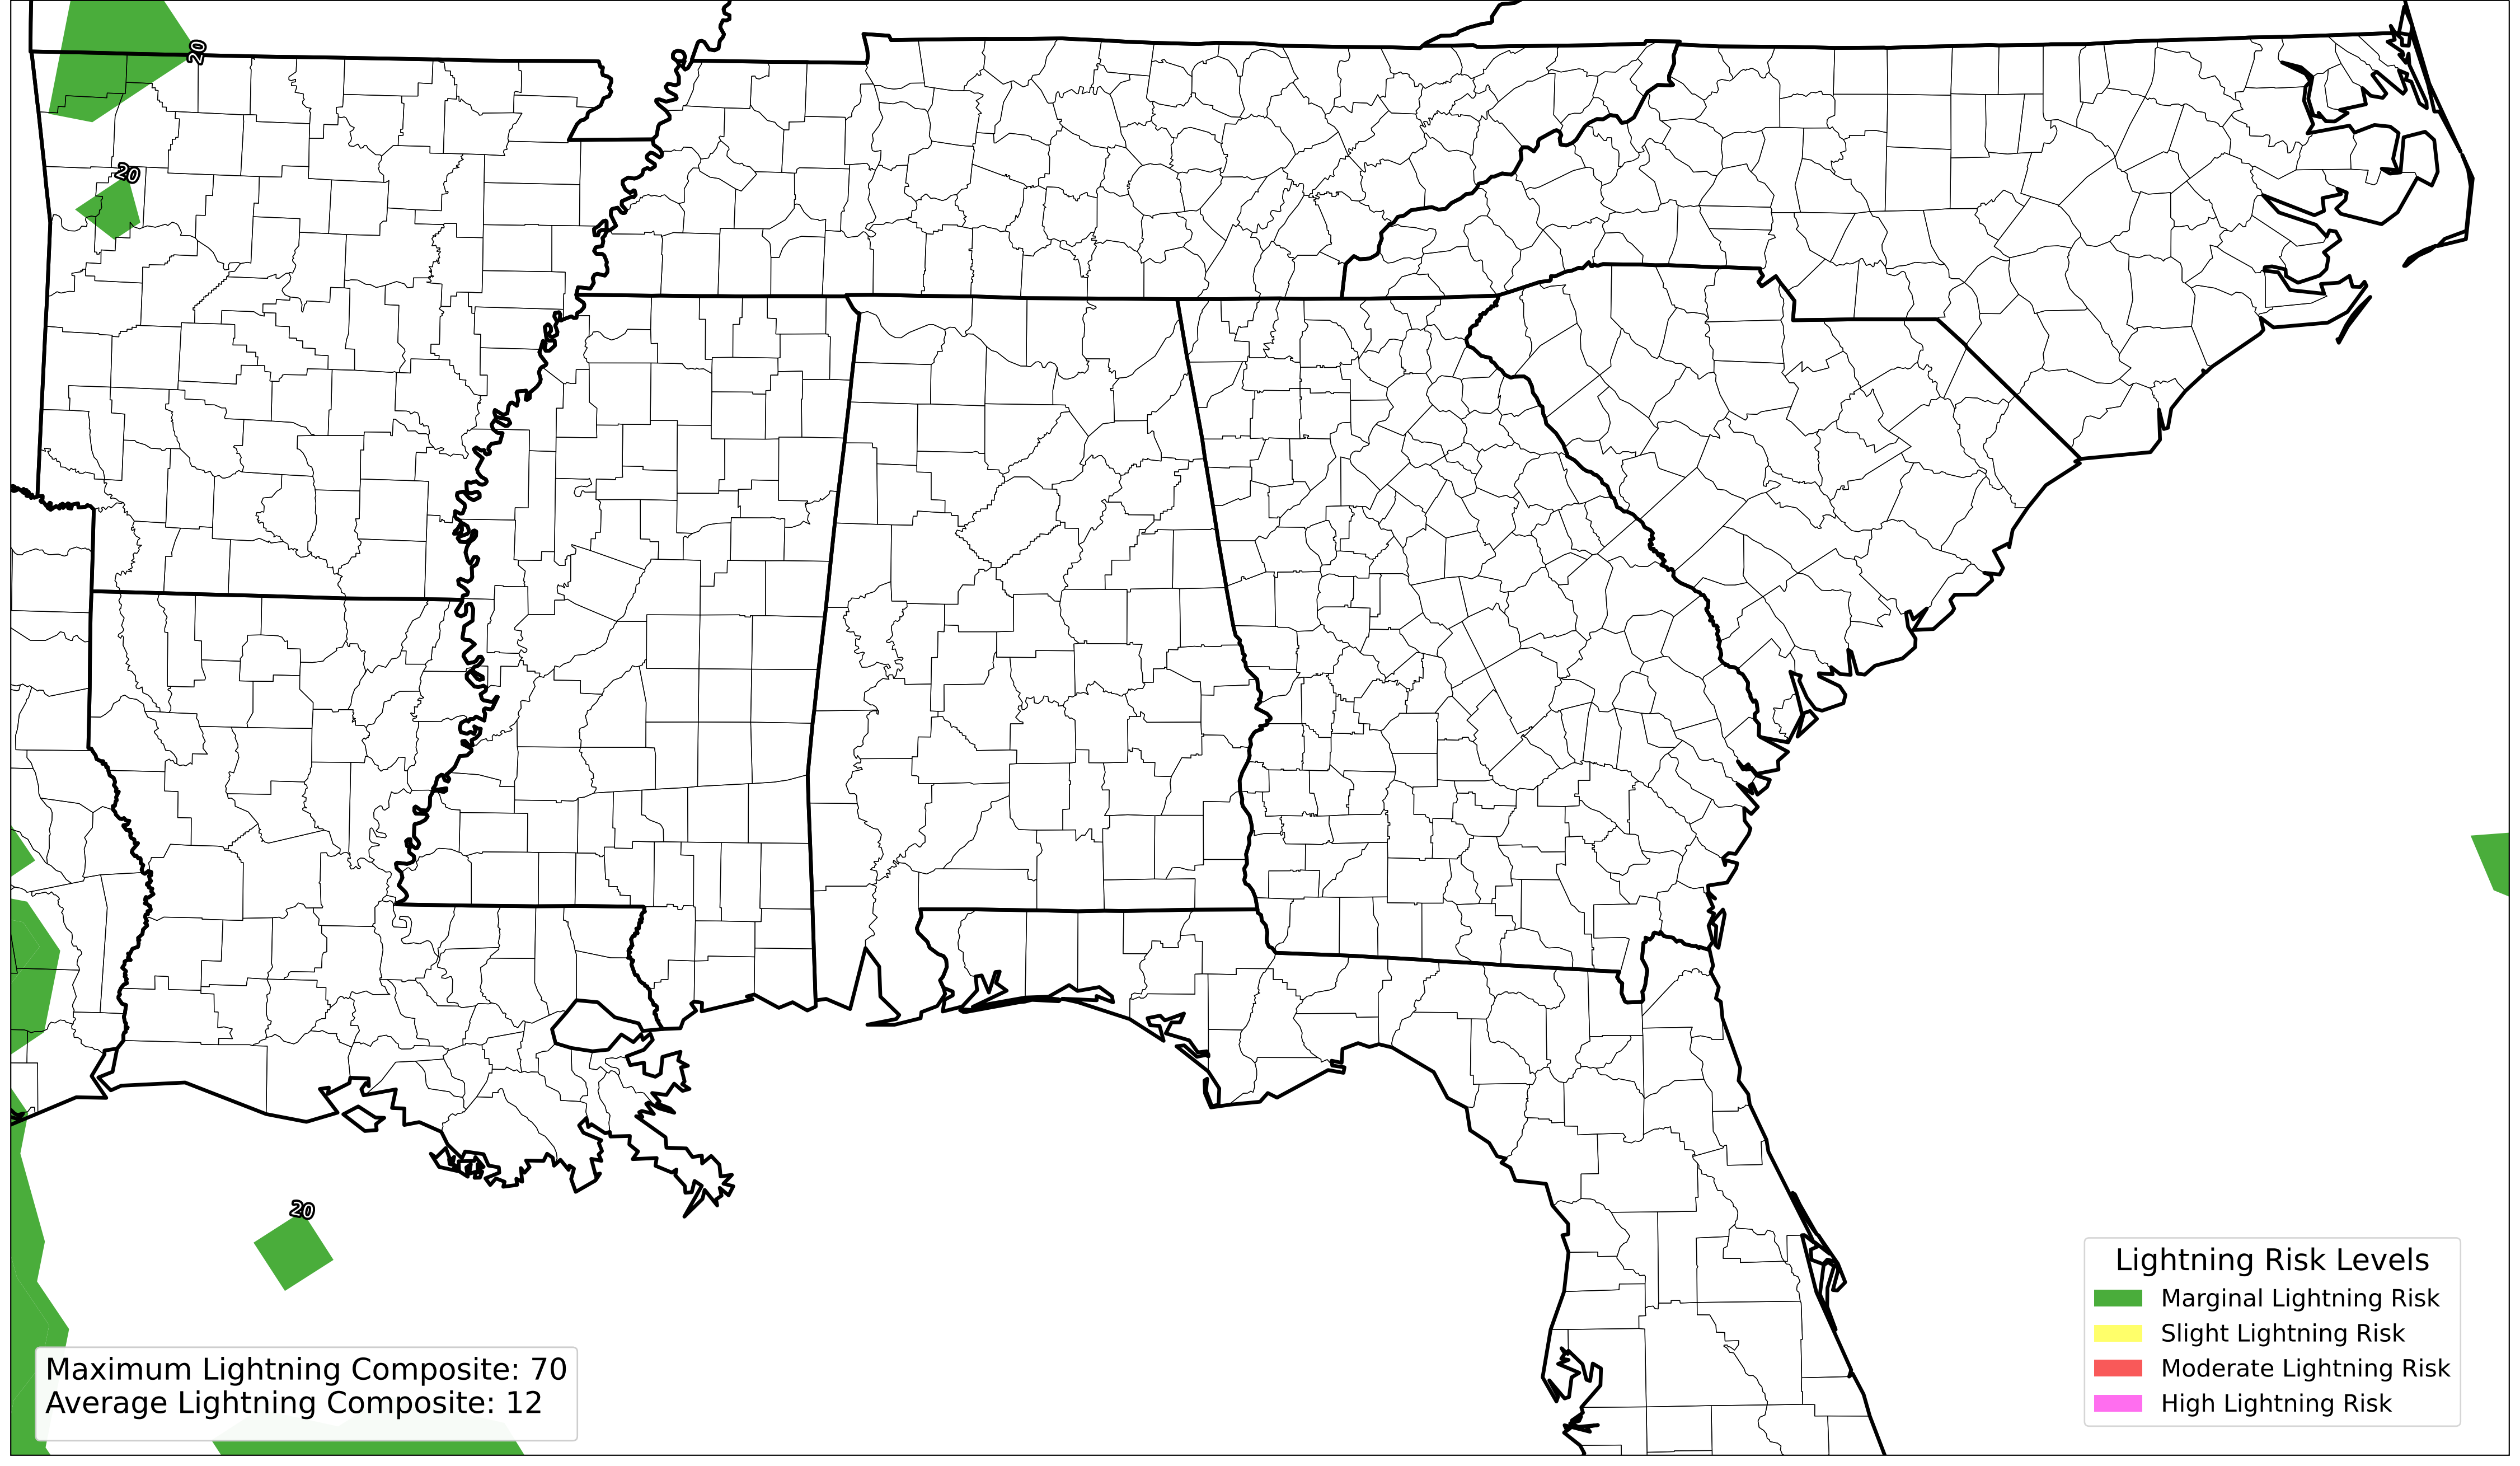 20
20
20
Lightning Risk Levels
Marginal Lightning Risk
Slight Lightning Risk
Moderate Lightning Risk
High Lightning Risk
Maximum Lightning Composite: 70
Average Lightning Composite: 12